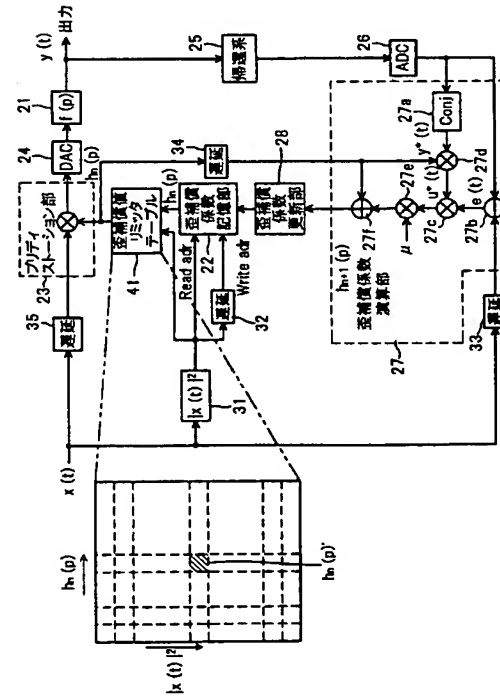 x (t)
35
遅延
プリディ
ストーション部
23
24
DAC
21
f (p)
y (t)
出力
hn (p)
41
歪補償値
リミッタ
テーブル
34
遅延
25
帰還系
hn (p)
|x (t) |²
31
Read adr
22
歪補償
係数
記憶部
hn (p)
32
遅延
Write adr
28
歪補償
係数
更新部
26
ADC
27a
Conj
y* (t)
27d
27e
27f
27c
u* (t)
μ
e (t)
27b
hn+1 (p)
歪補償係数
演算部
27
33
遅延
hn (p)
|x (t) |²
hn (p)'